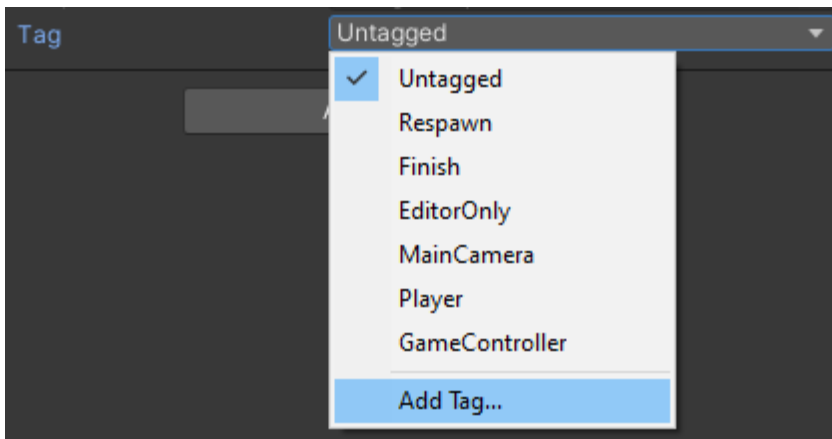 Tag
Untagged
Untagged
Respawn
Finish
EditorOnly
MainCamera
Player
GameController
Add Tag...